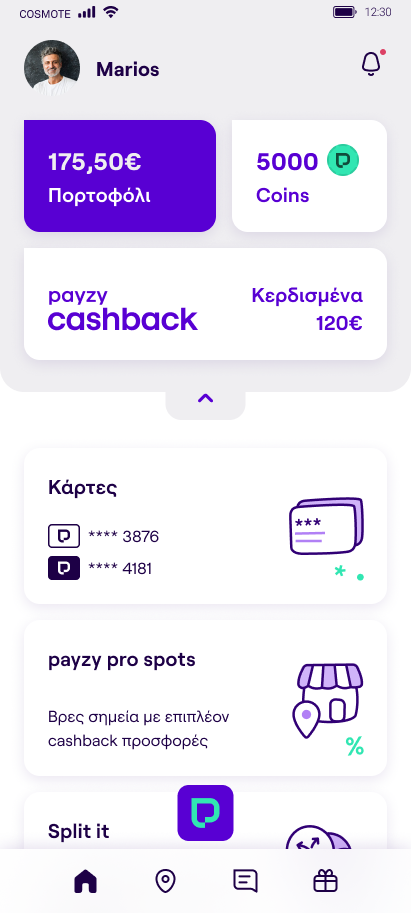 COSMOTE 12:30
Marios
175,50€
Πορτοφόλι
5000
Coins
payzy
cashback
Κερδισμένα
120€
Κάρτες
**** 3876
**** 4181
***
payzy pro spots
Βρες σημεία με επιπλέον
cashback προσφορές
%
Split it